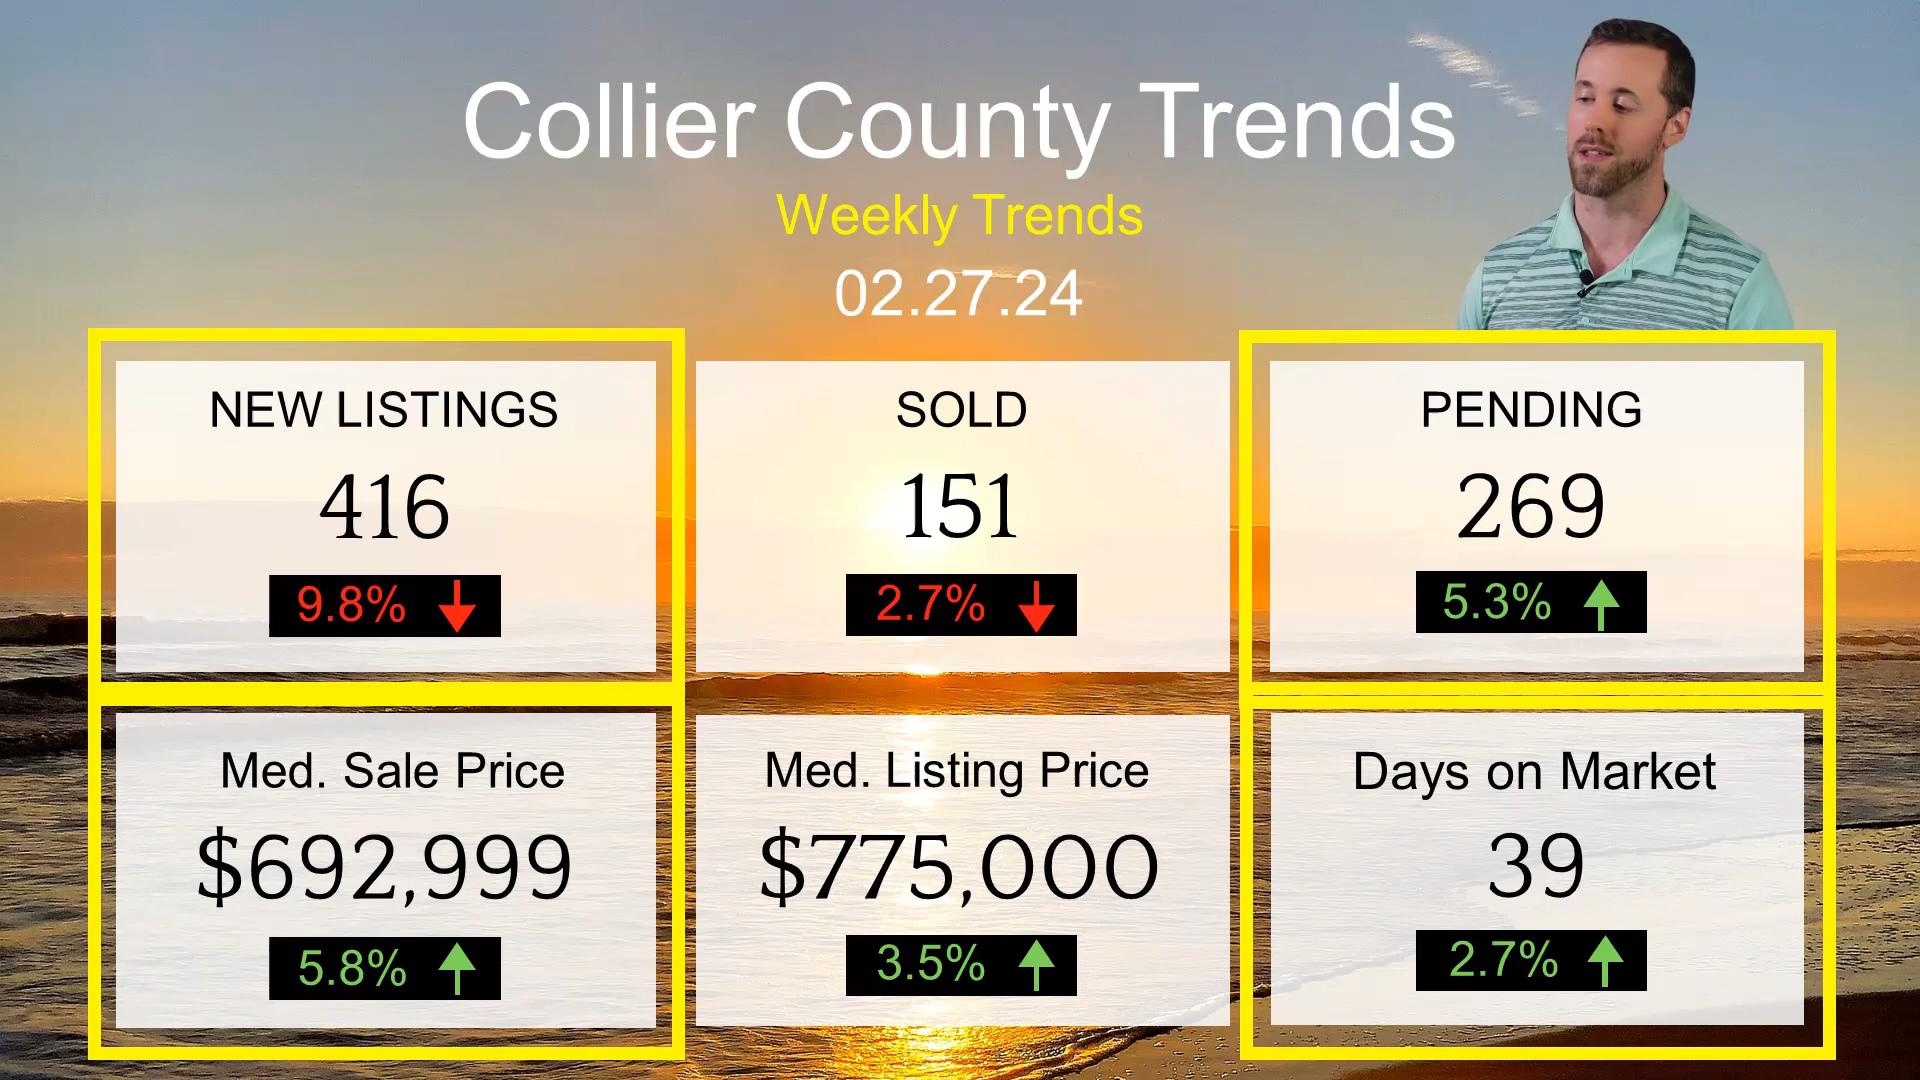 Collier County Trends
Weekly Trends
02.27.24
NEW LISTINGS
416
9.8%
SOLD
151
2.7%
PENDING
269
5.3%
Med. Sale Price
$692,999
5.8%
Med. Listing Price
$775,000
3.5%
Days on Market
39
2.7%